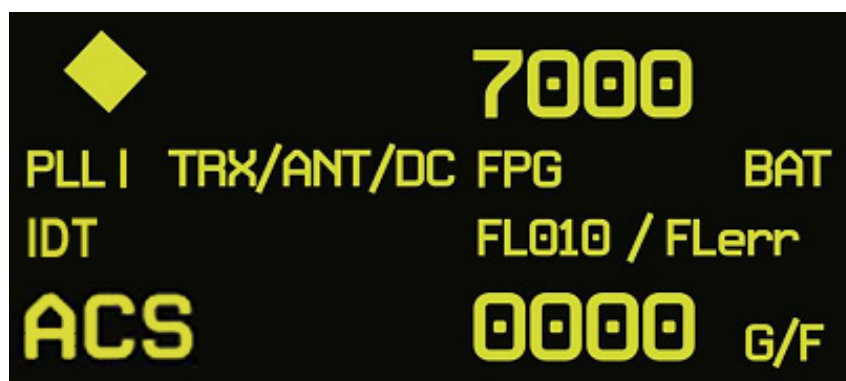 7000
PLL I TRX/ANT/DC FPG BAT
IDT FL010 / FLerr
ACS 0000 G/F